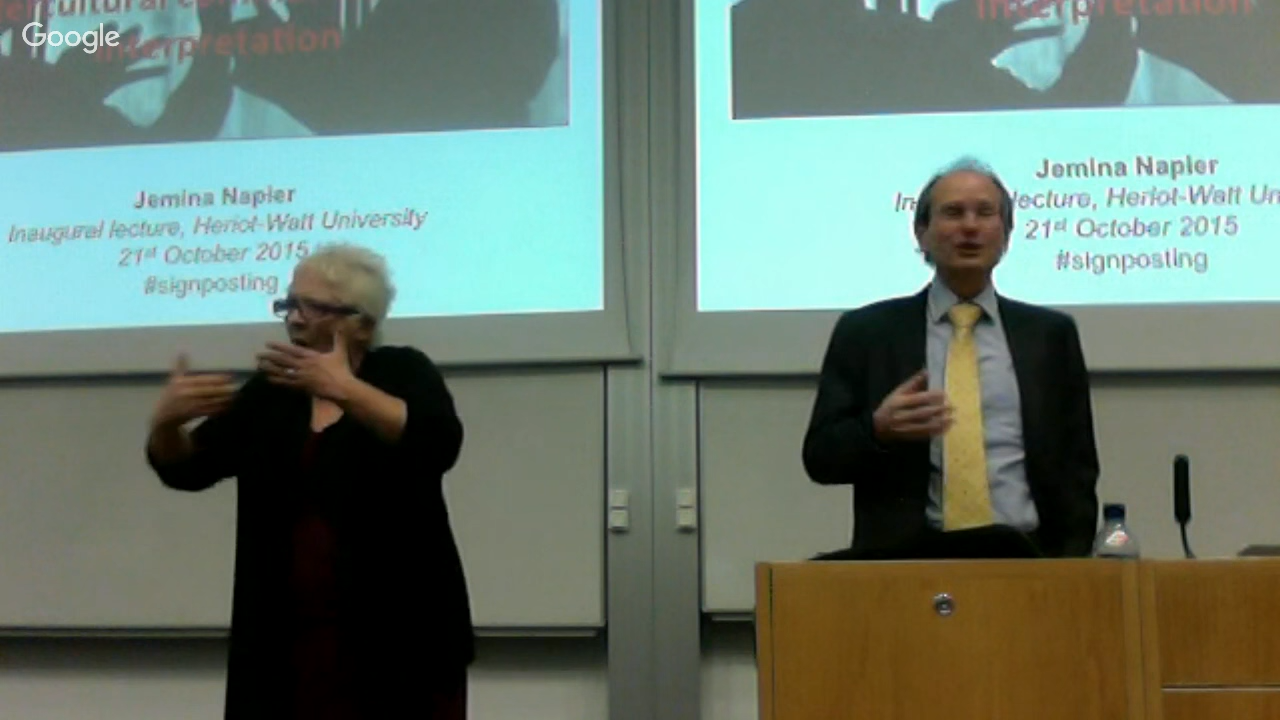 Google
interpretation
Jemina Napier
Inaugural lecture, Heriot-Watt University
21st October 2015
#signposting
interpretation
Jemina Napier
lecture, Heriot-Watt
21st October 2015
#signposting